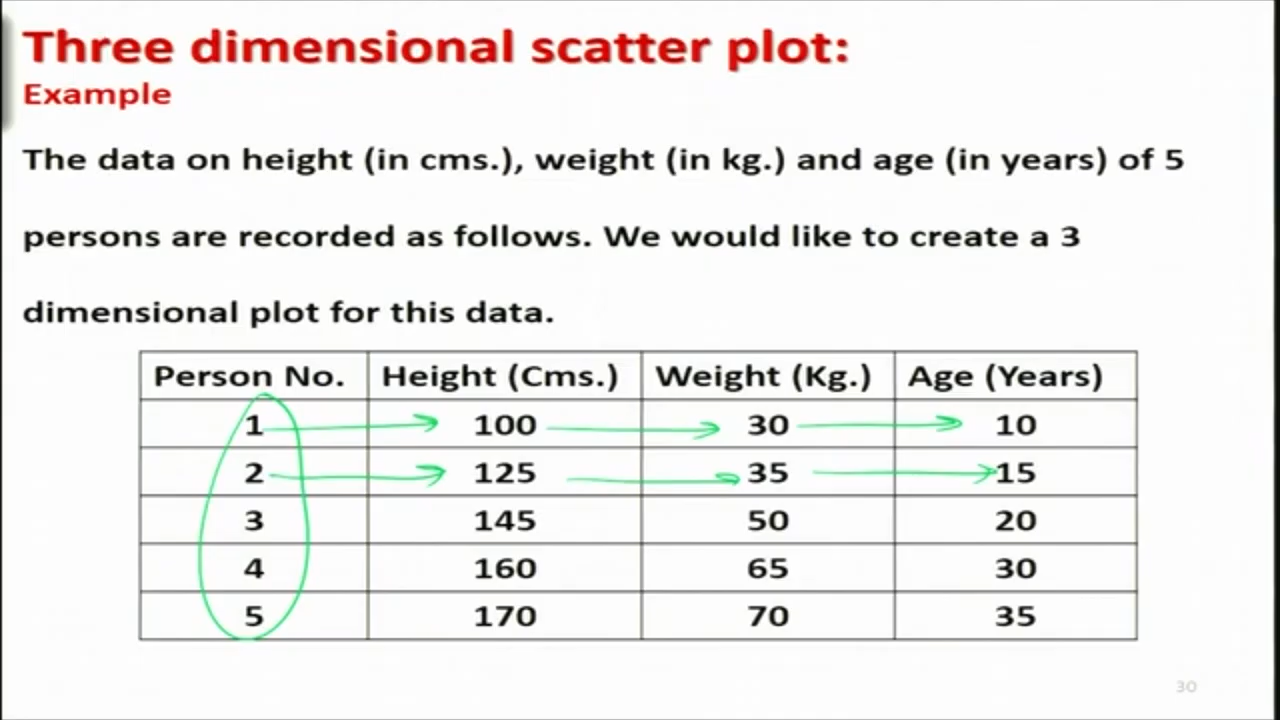 Three dimensional scatter plot:
Example
The data on height (in cms.), weight (in kg.) and age (in years) of 5
persons are recorded as follows. We would like to create a 3
dimensional plot for this data.
Person No. Height (Cms.) Weight (Kg.) Age (Years)
1 100 30 10
2 125 35 15
3 145 50 20
4 160 65 30
5 170 70 35
30